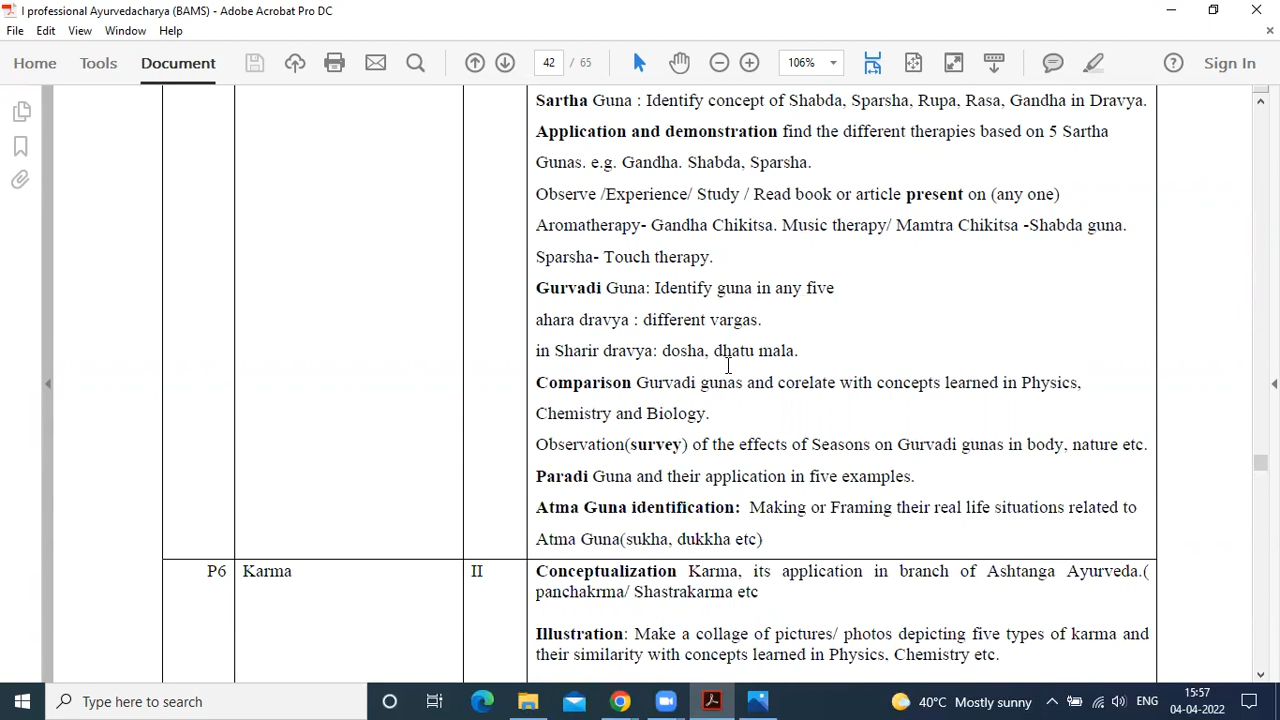 I professional Ayurvedacharya (BAMS) - Adobe Acrobat Pro DC
File Edit View Window Help
Home Tools Document 42 / 65 106% Sign In
Sartha Guna : Identify concept of Shabda, Sparsha, Rupa, Rasa, Gandha in Dravya.
Application and demonstration find the different therapies based on 5 Sartha
Gunas. e.g. Gandha. Shabda, Sparsha.
Observe /Experience/ Study / Read book or article present on (any one)
Aromatherapy- Gandha Chikitsa. Music therapy/ Mamtra Chikitsa -Shabda guna.
Sparsha- Touch therapy.
Gurvadi Guna: Identify guna in any five
ahara dravya : different vargas.
in Sharir dravya: dosha, dhatu mala.
Comparison Gurvadi gunas and corelate with concepts learned in Physics,
Chemistry and Biology.
Observation(survey) of the effects of Seasons on Gurvadi gunas in body, nature etc.
Paradi Guna and their application in five examples.
Atma Guna identification: Making or Framing their real life situations related to
Atma Guna(sukha, dukkha etc)
P6 Karma II Conceptualization Karma, its application in branch of Ashtanga Ayurveda.(
panchakrma/ Shastrakarma etc
Illustration: Make a collage of pictures/ photos depicting five types of karma and
their similarity with concepts learned in Physics, Chemistry etc.
Type here to search 40°C Mostly sunny ENG 15:57
04-04-2022